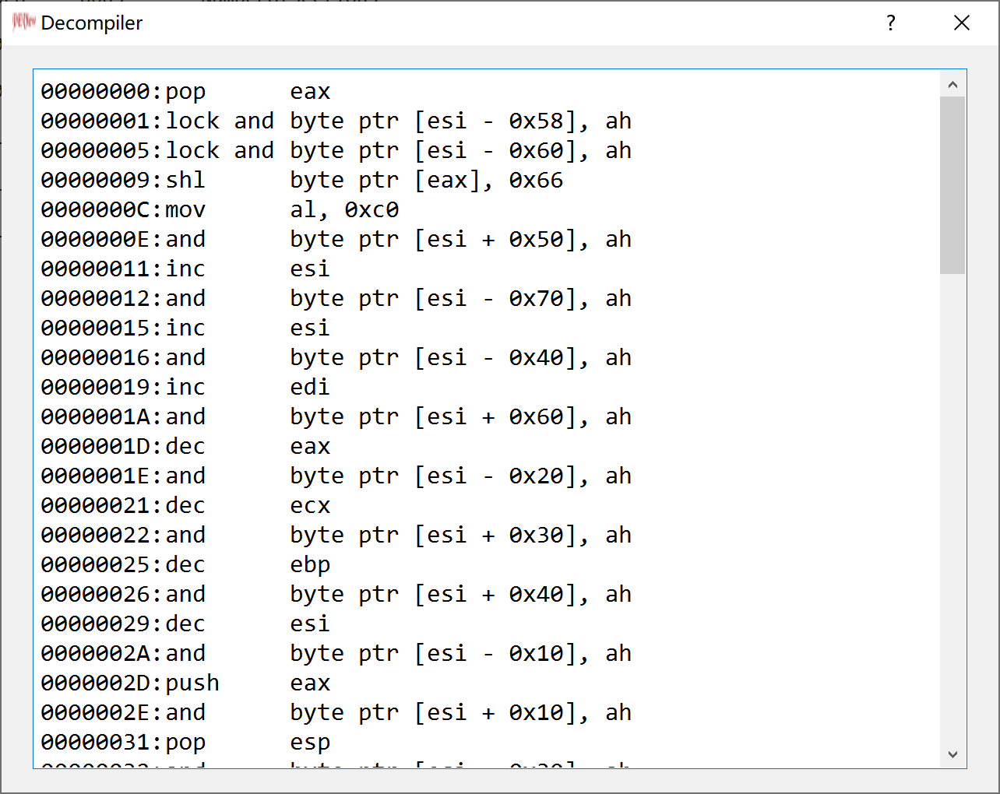 Decompiler
00000000:pop eax
00000001:lock and byte ptr [esi - 0x58], ah
00000005:lock and byte ptr [esi - 0x60], ah
00000009:shl byte ptr [eax], 0x66
0000000C:mov al, 0xc0
0000000E:and byte ptr [esi + 0x50], ah
00000011:inc esi
00000012:and byte ptr [esi - 0x70], ah
00000015:inc esi
00000016:and byte ptr [esi - 0x40], ah
00000019:inc edi
0000001A:and byte ptr [esi + 0x60], ah
0000001D:dec eax
0000001E:and byte ptr [esi - 0x20], ah
00000021:dec ecx
00000022:and byte ptr [esi + 0x30], ah
00000025:dec ebp
00000026:and byte ptr [esi + 0x40], ah
00000029:dec esi
0000002A:and byte ptr [esi - 0x10], ah
0000002D:push eax
0000002E:and byte ptr [esi + 0x10], ah
00000031:pop esp